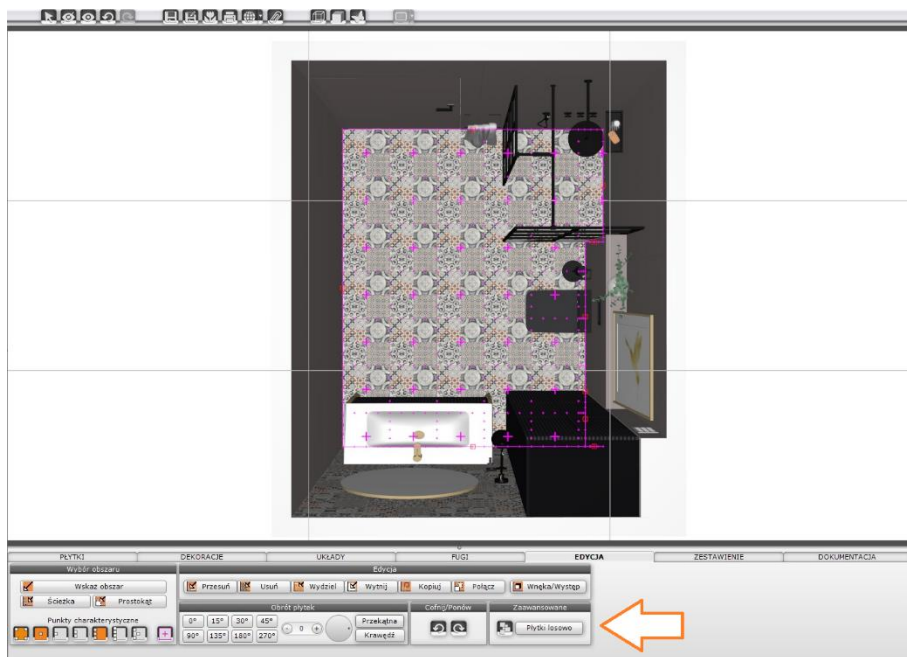 PŁYTKI DEKORACJE UKŁADY FUGI EDYCJA ZESTAWIENIE DOKUMENTACJA
Wybór obszaru
Wskaż obszar
Ścieżka Prostokąt
Punkty charakterystyczne
Edycja
Przesuń Usuń Wydziel Wytnij Kopiuj Połącz Wnęka/Występ
Obrót płytek
0° 15° 30° 45° - 0 + Przekątna
90° 135° 180° 270° Krawędź
Cofnij/Ponów
Zaawansowane
Płytki losowo